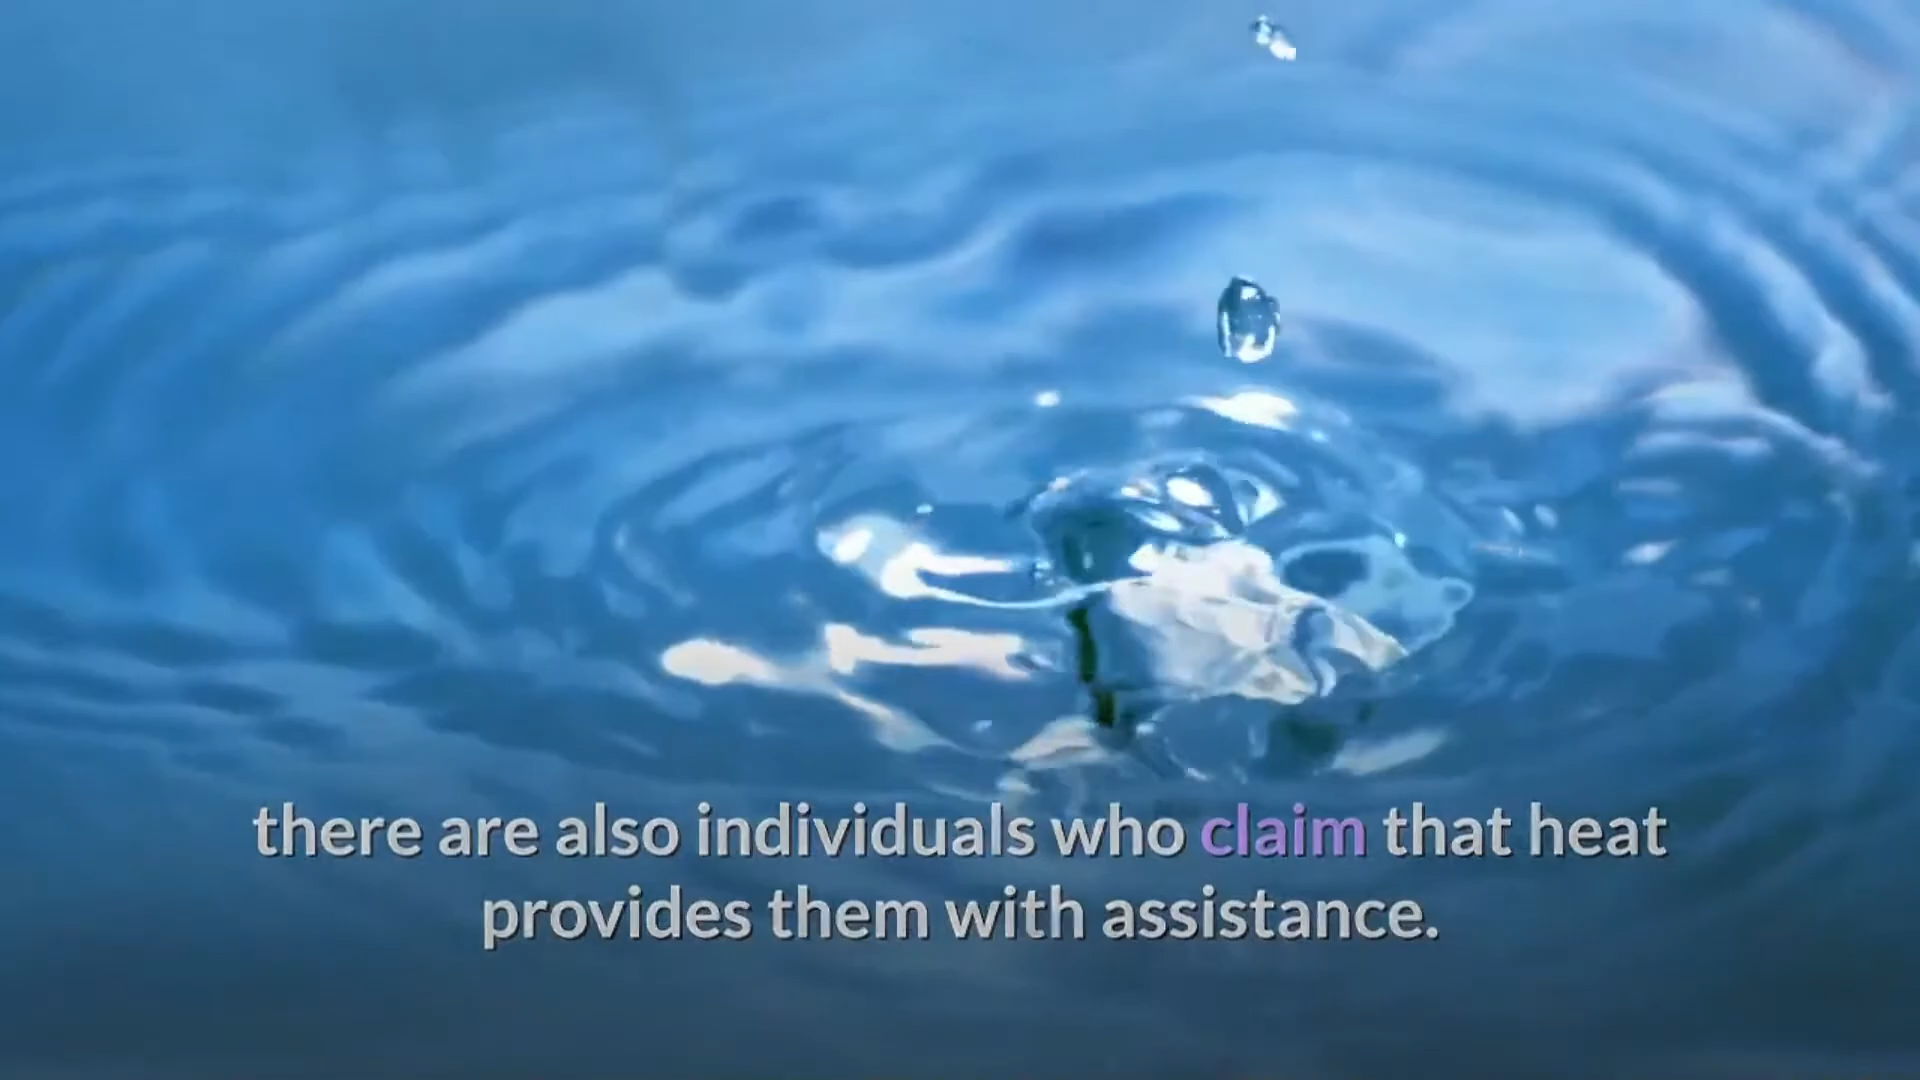 there are also individuals who claim that heat
provides them with assistance.